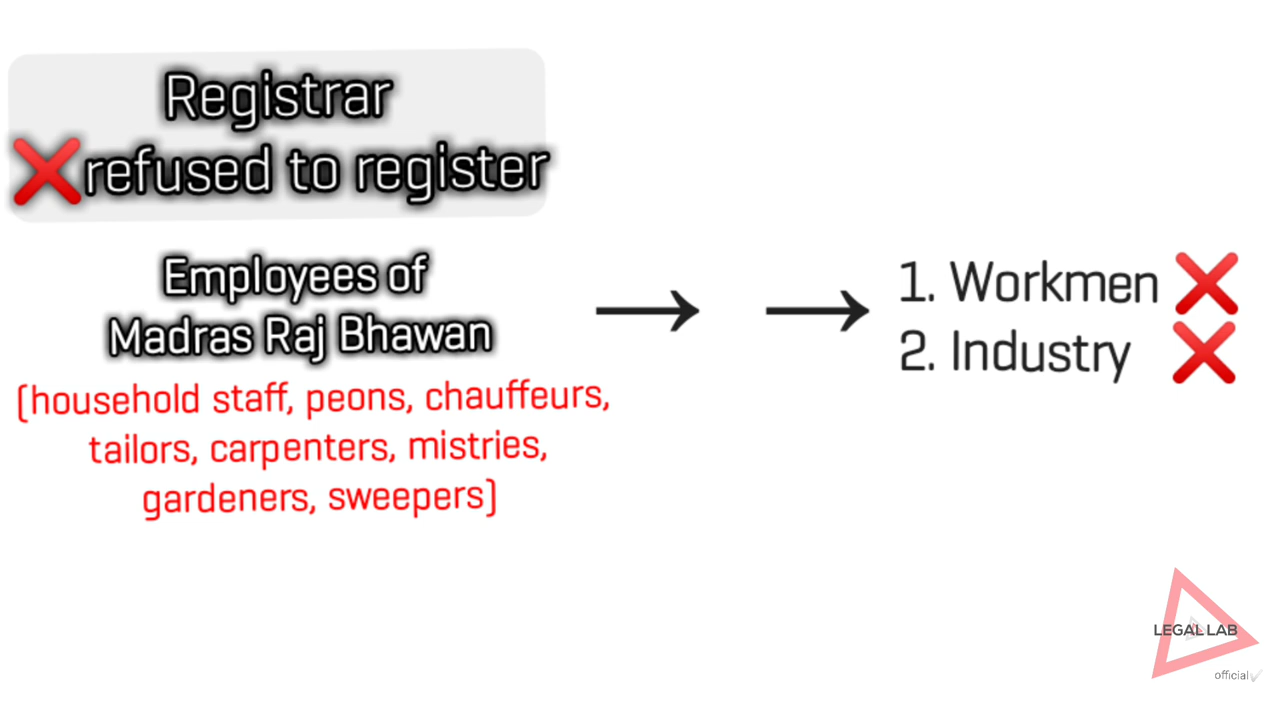 Registrar
❌refused to register
Employees of
Madras Raj Bhawan
(household staff, peons, chauffeurs,
tailors, carpenters, mistries,
gardeners, sweepers)
→ →
1. Workmen ❌
2. Industry ❌
LEGAL LAB
official